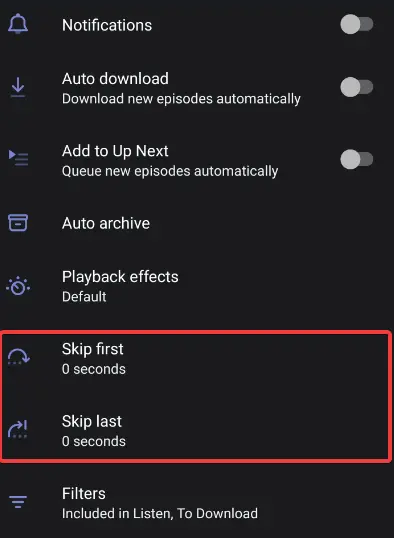 Notifications
Auto download
Download new episodes automatically
Add to Up Next
Queue new episodes automatically
Auto archive
Playback effects
Default
Skip first
0 seconds
Skip last
0 seconds
Filters
Included in Listen, To Download